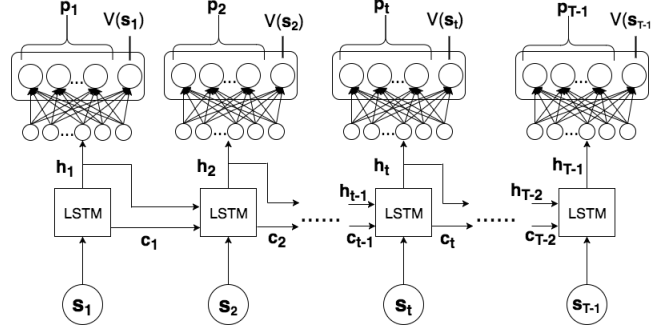 p1 p2 pt pT-1
V(s1) V(s2) V(st) V(sT-1)
... ... ... ...
... ... ... ...
h1 h2 ht hT-1
ht-1 hT-2
LSTM LSTM ...... LSTM ...... LSTM
c1 c2 ct-1 ct cT-2
s1 s2 st sT-1